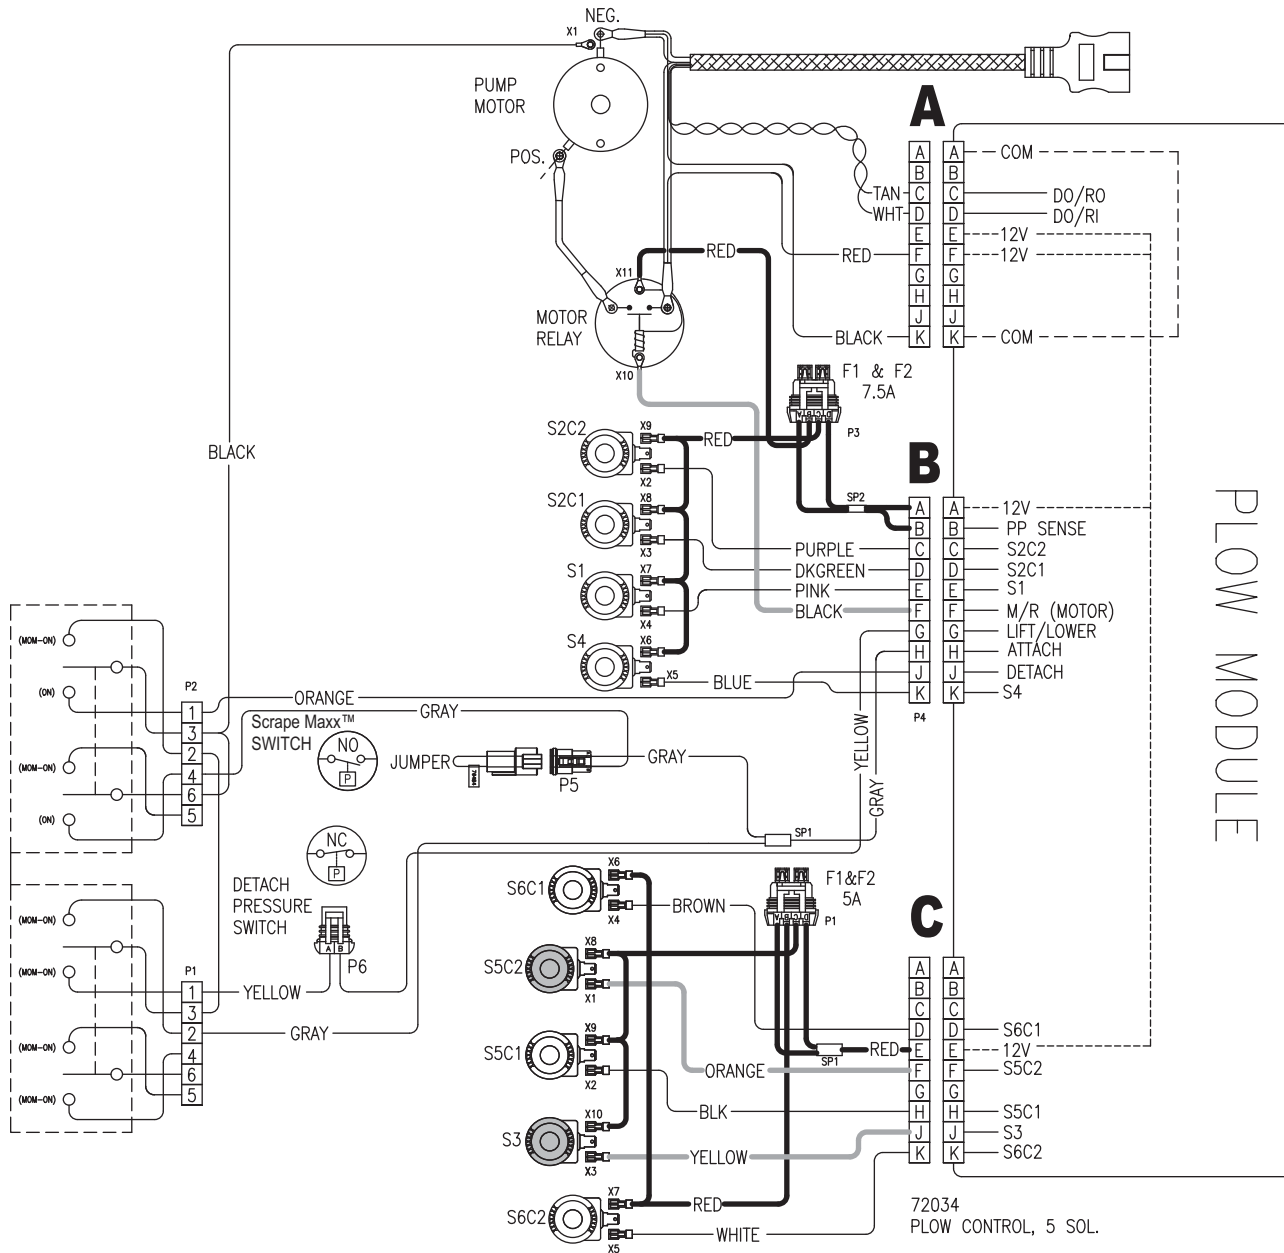 NEG.
X1
PUMP
MOTOR
POS.
A
A A COM
B B
TAN C C DO/RO
WHT D D DO/RI
E E 12V
RED RED F F 12V
G G
H H
J J
BLACK K K COM
X11
MOTOR
RELAY
X10
F1 & F2
7.5A
A B C D
P3
BLACK
S2C2 X9 RED
X2
S2C1 X8
X3
S1 X7
X4
S4 X6
X5
B
SP2
A A 12V
B B PP SENSE
PURPLE C C S2C2
DKGREEN D D S2C1
PINK E E S1
BLACK F F M/R (MOTOR)
G G LIFT/LOWER
H H ATTACH
J J DETACH
BLUE K K S4
P4
PLOW MODULE
(MOM-ON)
(ON)
(MOM-ON)
(ON)
P2
1
3
2
4
6
5
ORANGE
GRAY
Scrape Maxx™
SWITCH
NO
P
JUMPER
P5
GRAY
YELLOW
GRAY
SP1
NC
P
DETACH
PRESSURE
SWITCH
A B
P6
(MOM-ON)
(MOM-ON)
(MOM-ON)
(MOM-ON)
P1
1
3
2
4
6
5
YELLOW
GRAY
S6C1 X6
X4 BROWN
S5C2 X8
X1
S5C1 X9
X2
S3 X10
X3
S6C2 X7
X5
F1&F2
5A
A B C D
P1
C
A A
B B
C C
D D S6C1
SP1 RED E E 12V
ORANGE F F S5C2
G G
BLK H H S5C1
YELLOW J J S3
K K S6C2
RED
WHITE
72034
PLOW CONTROL, 5 SOL.